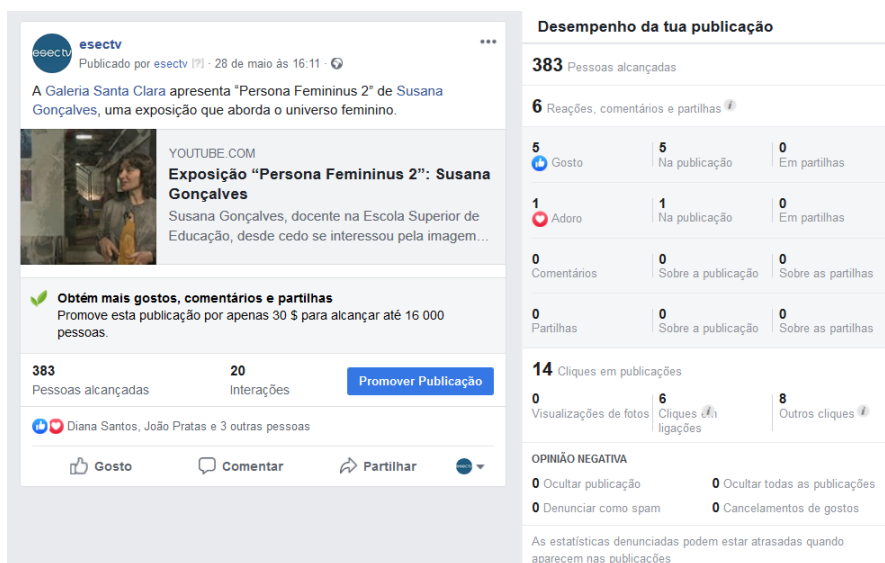 esectv
esectv
Publicado por esectv [?] · 28 de maio às 16:11 ·
A Galeria Santa Clara apresenta “Persona Femininus 2” de Susana
Gonçalves, uma exposição que aborda o universo feminino.
YOUTUBE.COM
Exposição “Persona Femininus 2”: Susana
Gonçalves
Susana Gonçalves, docente na Escola Superior de
Educação, desde cedo se interessou pela imagem...
Obtém mais gostos, comentários e partilhas
Promove esta publicação por apenas 30 $ para alcançar até 16 000
pessoas.
383
Pessoas alcançadas
20
Interações
Promover Publicação
Diana Santos, João Pratas e 3 outras pessoas
Gosto
Comentar
Partilhar
Desempenho da tua publicação
383 Pessoas alcançadas
6 Reações, comentários e partilhas
5
Gosto
5
Na publicação
0
Em partilhas
1
Adoro
1
Na publicação
0
Em partilhas
0
Comentários
0
Sobre a publicação
0
Sobre as partilhas
0
Partilhas
0
Sobre a publicação
0
Sobre as partilhas
14 Cliques em publicações
0
Visualizações de fotos
6
Cliques em
ligações
8
Outros cliques
OPINIÃO NEGATIVA
0 Ocultar publicação
0 Ocultar todas as publicações
0 Denunciar como spam
0 Cancelamentos de gostos
As estatísticas denunciadas podem estar atrasadas quando
aparecem nas publicações